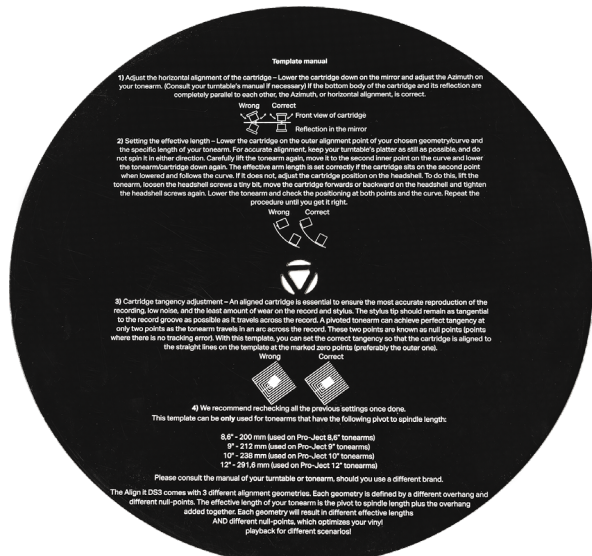 Template manual
1) Adjust the horizontal alignment of the cartridge – Lower the cartridge down on the mirror and adjust the Azimuth on
your tonearm. (Consult your turntable's manual if necessary) If the bottom body of the cartridge and its reflection are
completely parallel to each other, the Azimuth, or horizontal alignment, is correct.
Wrong Correct
Front view of cartridge
Reflection in the mirror
2) Setting the effective length – Lower the cartridge on the outer alignment point of your chosen geometry/curve and
the specific length of your tonearm. For accurate alignment, keep your turntable's platter as still as possible, and do
not spin it in either direction. Carefully lift the tonearm again, move it to the second inner point on the curve and lower
the tonearm/cartridge down again. The effective arm length is set correctly if the cartridge sits on the second point
when lowered and follows the curve. If it does not, adjust the cartridge position on the headshell. To do this, lift the
tonearm, loosen the headshell screws a tiny bit, move the cartridge forwards or backward on the headshell and tighten
the headshell screws again. Lower the tonearm and check the positioning at both points and the curve. Repeat the
procedure until you get it right.
Wrong Correct
3) Cartridge tangency adjustment – An aligned cartridge is essential to ensure the most accurate reproduction of the
recording, low noise, and the least amount of wear on the record and stylus. The stylus tip should remain as tangential
to the record groove as possible as it travels across the record. A pivoted tonearm can achieve perfect tangency at
only two points as the tonearm travels in an arc across the record. These two points are known as null points (points
where there is no tracking error). With this template, you can set the correct tangency so that the cartridge is aligned to
the straight lines on the template at the marked zero points (preferably the outer one).
Wrong Correct
4) We recommend rechecking all the previous settings once done.
This template can be only used for tonearms that have the following pivot to spindle length:
8,6" - 200 mm (used on Pro-Ject 8,6" tonearms)
9" - 212 mm (used on Pro-Ject 9" tonearms)
10" - 238 mm (used on Pro-Ject 10" tonearms)
12" - 291,6 mm (used on Pro-Ject 12" tonearms)
Please consult the manual of your turntable or tonearm, should you use a different brand.
The Align it DS3 comes with 3 different alignment geometries. Each geometry is defined by a different overhang and
different null-points. The effective length of your tonearm is the pivot to spindle length plus the overhang
added together. Each geometry will result in different effective lengths
AND different null-points, which optimizes your vinyl
playback for different scenarios!